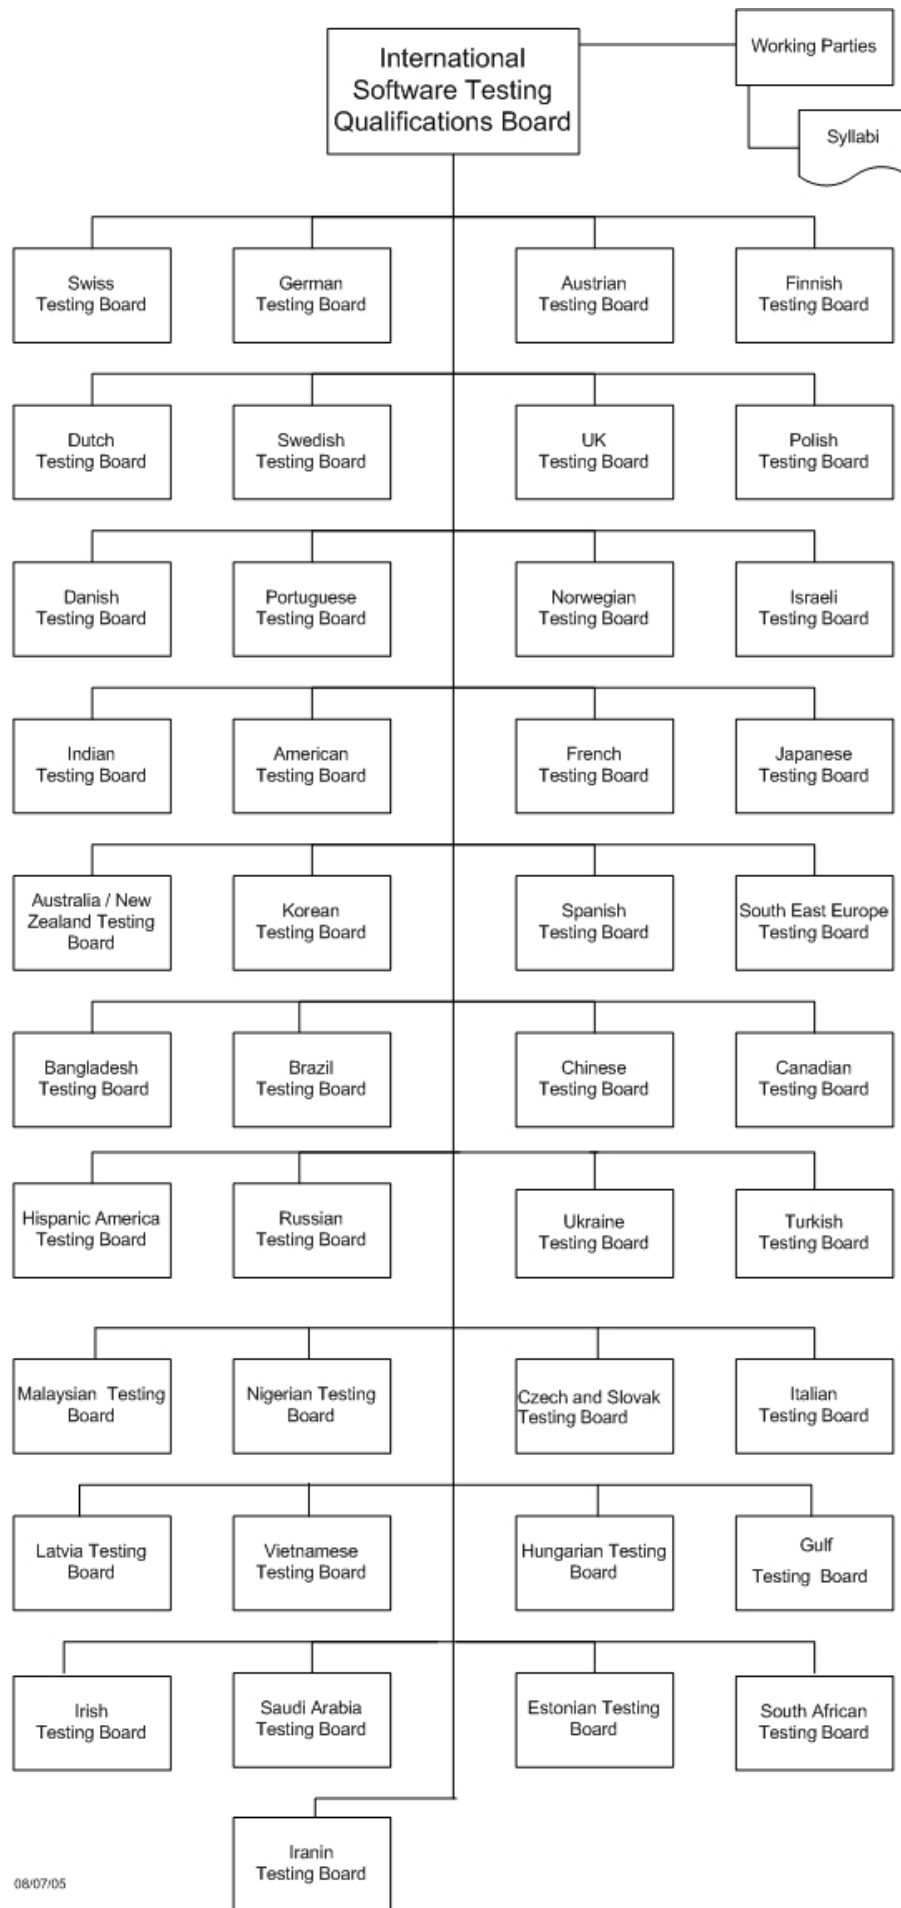 International
Software Testing
Qualifications Board
Working Parties
Syllabi
Swiss
Testing Board
German
Testing Board
Austrian
Testing Board
Finnish
Testing Board
Dutch
Testing Board
Swedish
Testing Board
UK
Testing Board
Polish
Testing Board
Danish
Testing Board
Portuguese
Testing Board
Norwegian
Testing Board
Israeli
Testing Board
Indian
Testing Board
American
Testing Board
French
Testing Board
Japanese
Testing Board
Australia / New
Zealand Testing
Board
Korean
Testing Board
Spanish
Testing Board
South East Europe
Testing Board
Bangladesh
Testing Board
Brazil
Testing Board
Chinese
Testing Board
Canadian
Testing Board
Hispanic America
Testing Board
Russian
Testing Board
Ukraine
Testing Board
Turkish
Testing Board
Malaysian Testing
Board
Nigerian Testing
Board
Czech and Slovak
Testing Board
Italian
Testing Board
Latvia Testing
Board
Vietnamese
Testing Board
Hungarian Testing
Board
Gulf
Testing Board
Irish
Testing Board
Saudi Arabia
Testing Board
Estonian Testing
Board
South African
Testing Board
Iranin
Testing Board
08/07/05